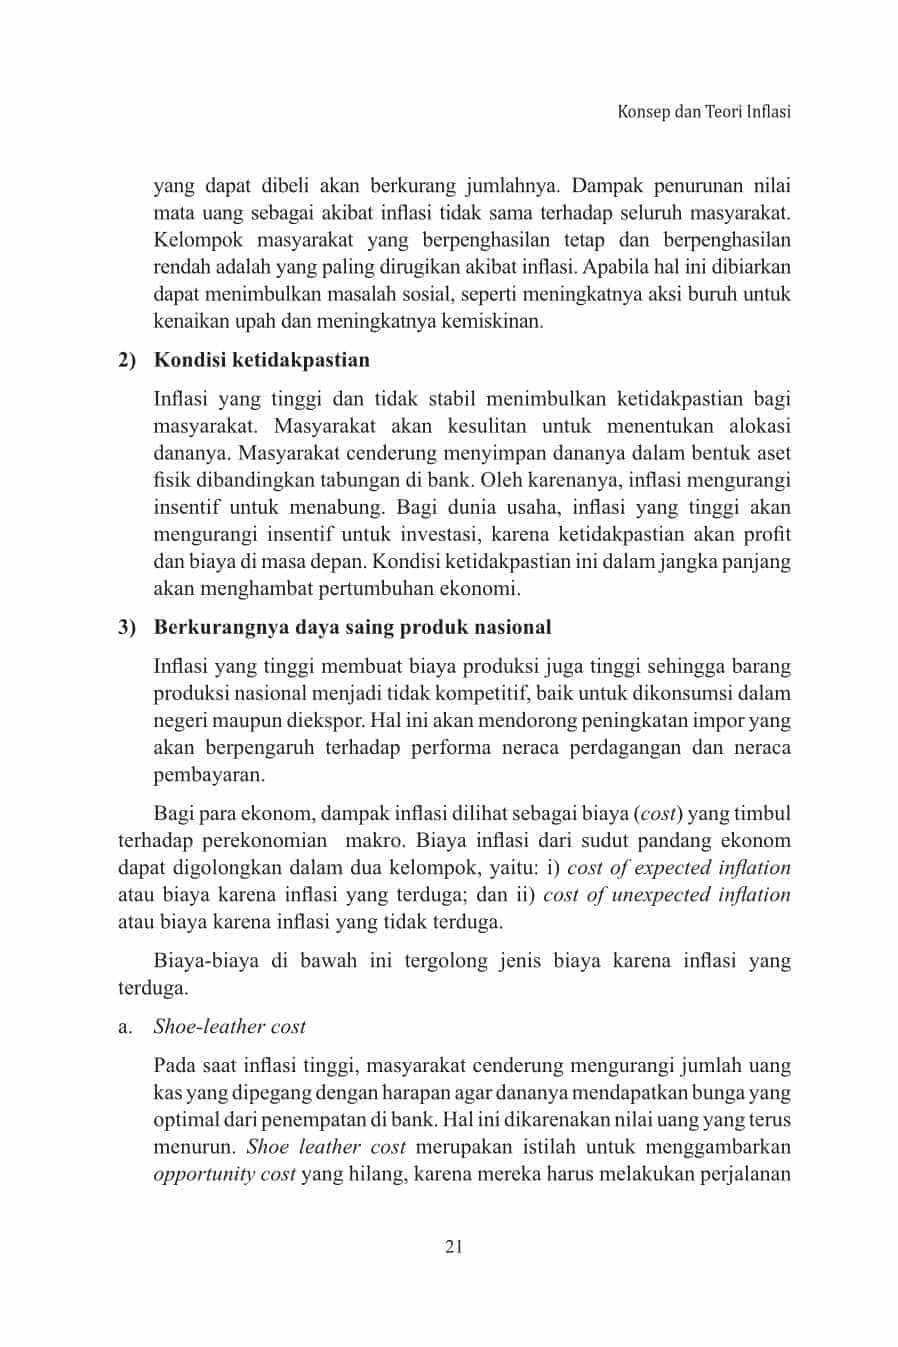 Konsep dan Teori Inflasi
yang dapat dibeli akan berkurang jumlahnya. Dampak penurunan nilai
mata uang sebagai akibat inflasi tidak sama terhadap seluruh masyarakat.
Kelompok masyarakat yang berpenghasilan tetap dan berpenghasilan
rendah adalah yang paling dirugikan akibat inflasi. Apabila hal ini dibiarkan
dapat menimbulkan masalah sosial, seperti meningkatnya aksi buruh untuk
kenaikan upah dan meningkatnya kemiskinan.
2) Kondisi ketidakpastian
Inflasi yang tinggi dan tidak stabil menimbulkan ketidakpastian bagi
masyarakat. Masyarakat akan kesulitan untuk menentukan alokasi
dananya. Masyarakat cenderung menyimpan dananya dalam bentuk aset
fisik dibandingkan tabungan di bank. Oleh karenanya, inflasi mengurangi
insentif untuk menabung. Bagi dunia usaha, inflasi yang tinggi akan
mengurangi insentif untuk investasi, karena ketidakpastian akan profit
dan biaya di masa depan. Kondisi ketidakpastian ini dalam jangka panjang
akan menghambat pertumbuhan ekonomi.
3) Berkurangnya daya saing produk nasional
Inflasi yang tinggi membuat biaya produksi juga tinggi sehingga barang
produksi nasional menjadi tidak kompetitif, baik untuk dikonsumsi dalam
negeri maupun diekspor. Hal ini akan mendorong peningkatan impor yang
akan berpengaruh terhadap performa neraca perdagangan dan neraca
pembayaran.
Bagi para ekonom, dampak inflasi dilihat sebagai biaya (cost) yang timbul
terhadap perekonomian makro. Biaya inflasi dari sudut pandang ekonom
dapat digolongkan dalam dua kelompok, yaitu: i) cost of expected inflation
atau biaya karena inflasi yang terduga; dan ii) cost of unexpected inflation
atau biaya karena inflasi yang tidak terduga.
Biaya-biaya di bawah ini tergolong jenis biaya karena inflasi yang
terduga.
a. Shoe-leather cost
Pada saat inflasi tinggi, masyarakat cenderung mengurangi jumlah uang
kas yang dipegang dengan harapan agar dananya mendapatkan bunga yang
optimal dari penempatan di bank. Hal ini dikarenakan nilai uang yang terus
menurun. Shoe leather cost merupakan istilah untuk menggambarkan
opportunity cost yang hilang, karena mereka harus melakukan perjalanan
21